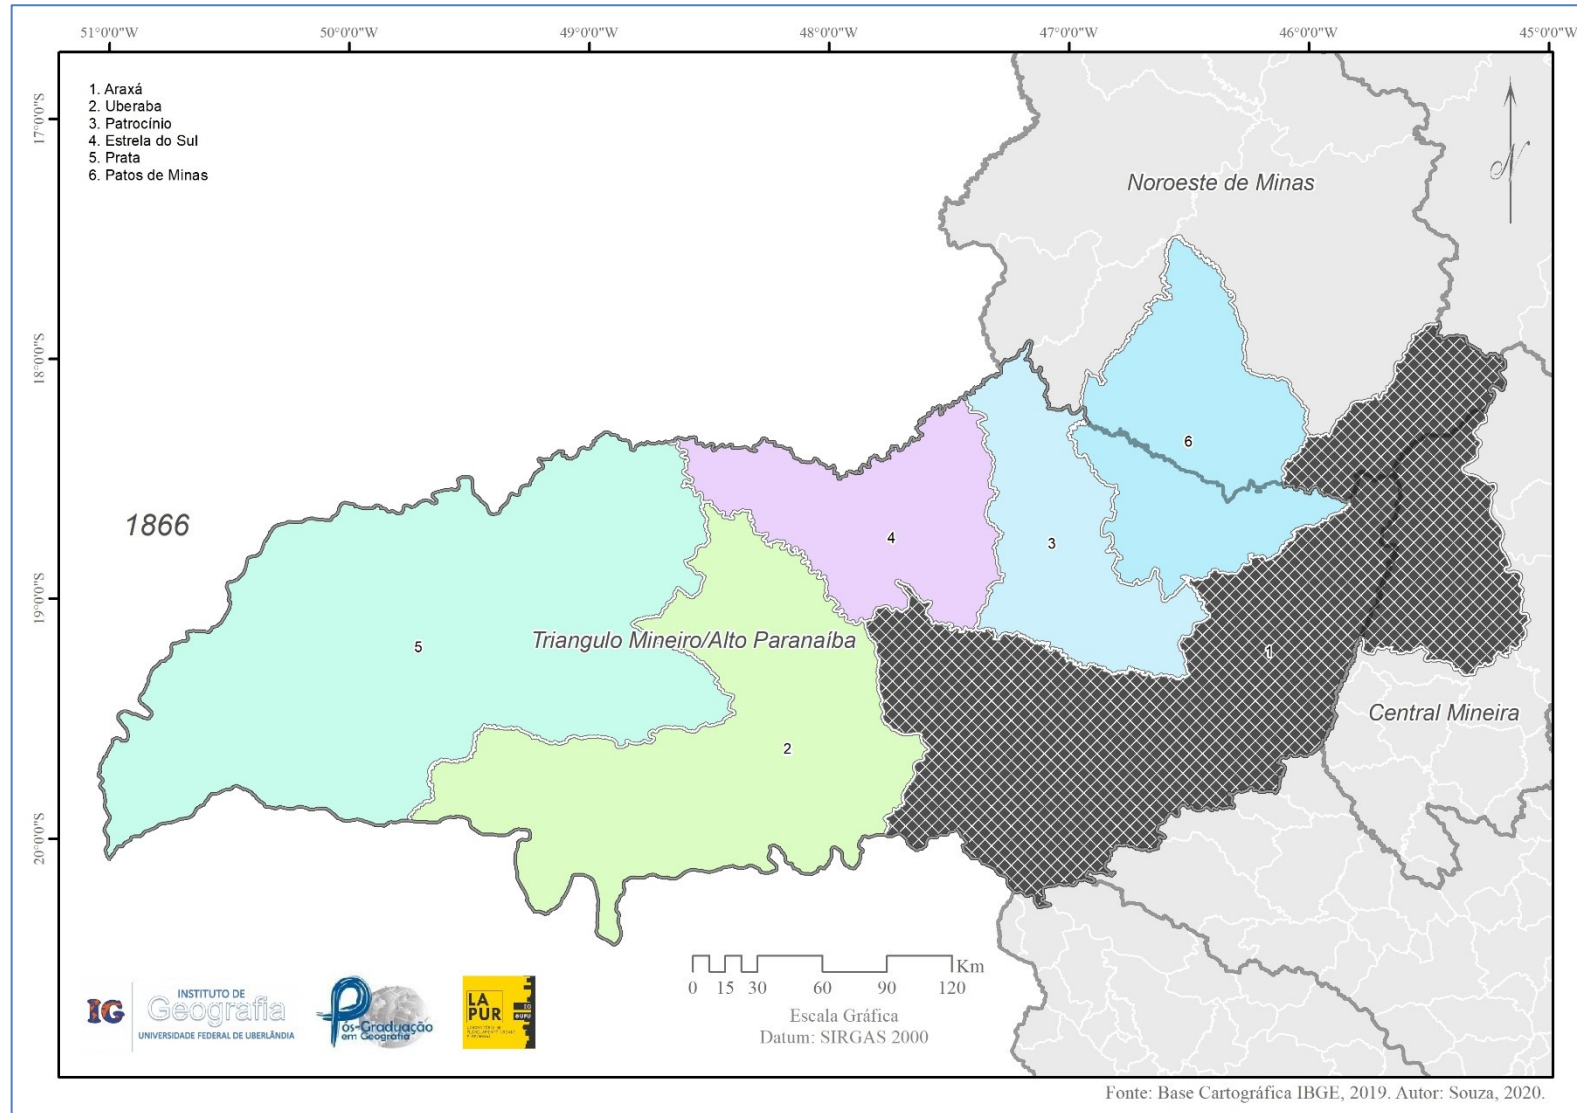 51°0'0"W 50°0'0"W 49°0'0"W 48°0'0"W 47°0'0"W 46°0'0"W 45°0'0"W
17°0'0"S
18°0'0"S
19°0'0"S
20°0'0"S
1. Araxá
2. Uberaba
3. Patrocínio
4. Estrela do Sul
5. Prata
6. Patos de Minas
Noroeste de Minas
N
6
1866
4
3
5
Triangulo Mineiro/Alto Paranaíba
1
Central Mineira
2
Km
0 15 30 60 90 120
Escala Gráfica
Datum: SIRGAS 2000
IG
INSTITUTO DE
Geografia
UNIVERSIDADE FEDERAL DE UBERLÂNDIA
Pós-Graduação
em Geografia
LA
PUR
IG
UFU
Fonte: Base Cartográfica IBGE, 2019. Autor: Souza, 2020.